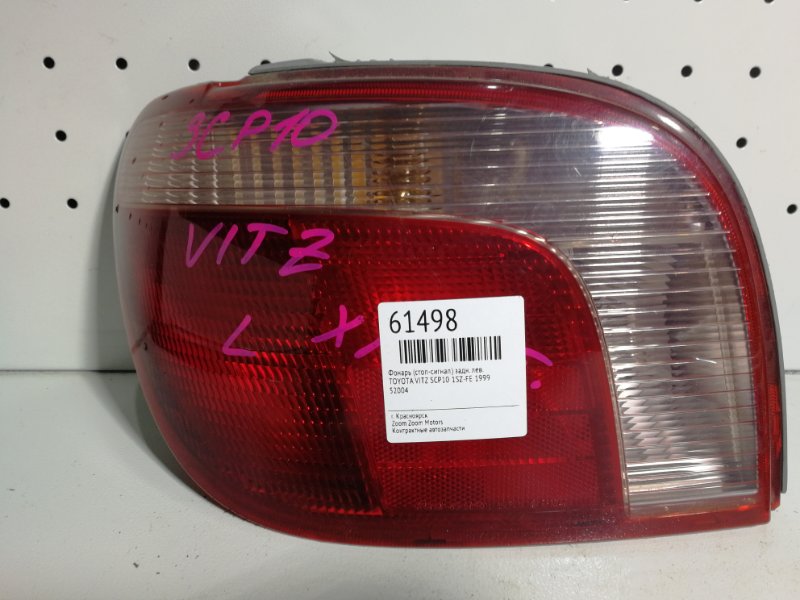 SCP10
VITZ
L X
61498
Фонарь (стоп-сигнал) задн. лев.
TOYOTA VITZ SCP10 1SZ-FE 1999
52004
г. Красноярск
Zoom Zoom Motors
Контрактные автозапчасти